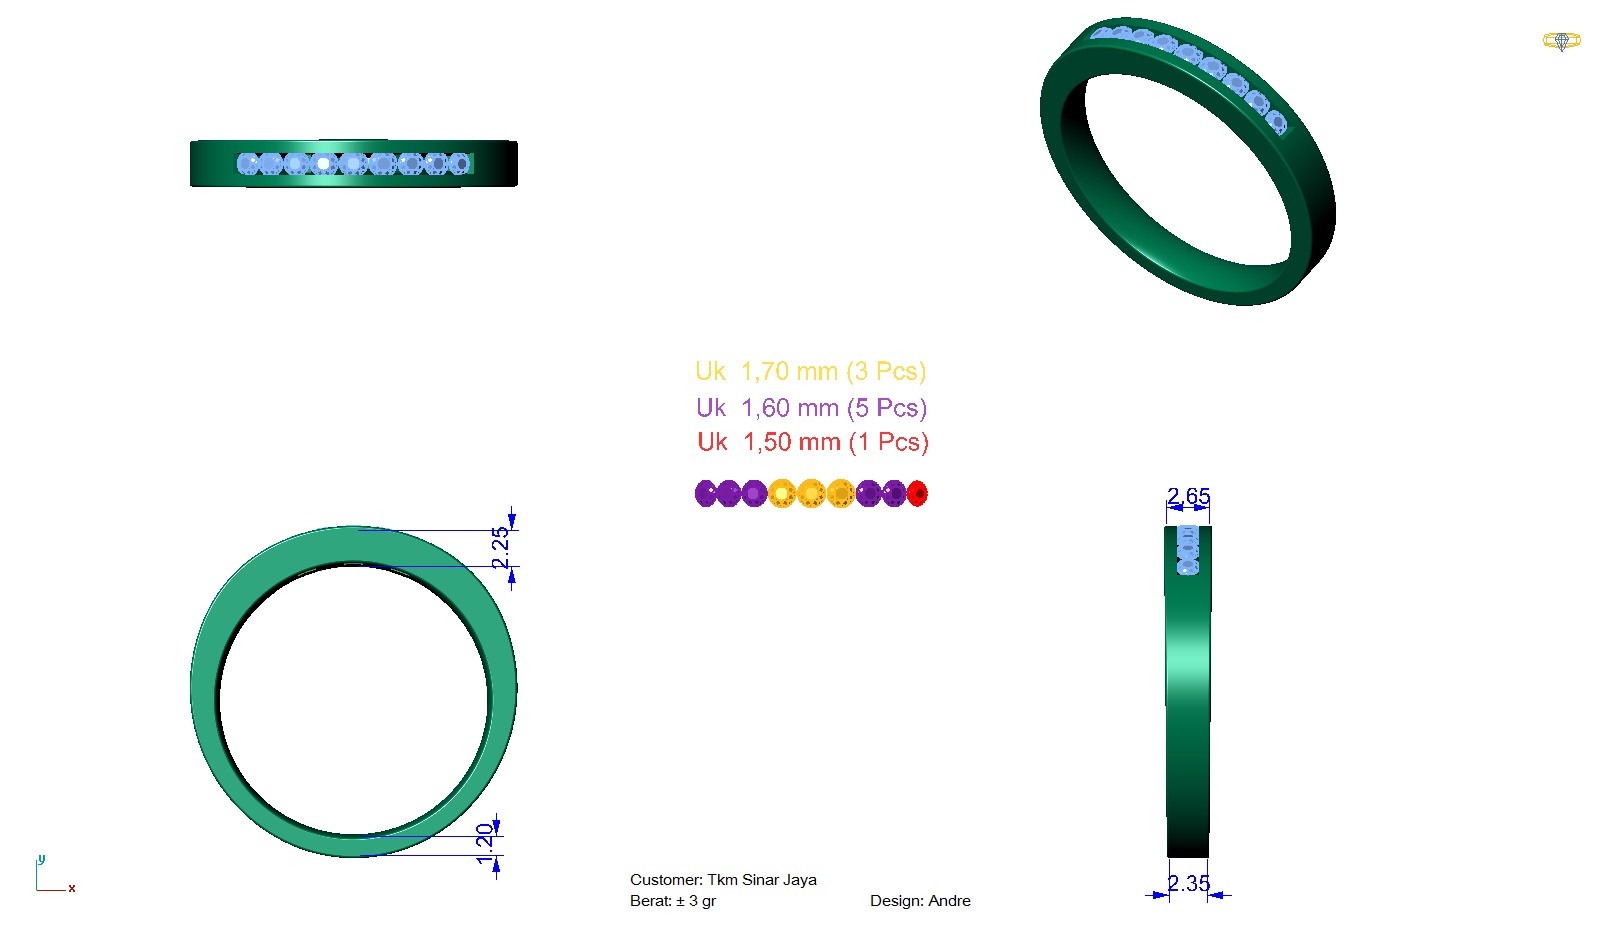 Uk 1,70 mm (3 Pcs)
Uk 1,60 mm (5 Pcs)
Uk 1,50 mm (1 Pcs)
2.65
2.25
1.20
2.35
y
x
Customer: Tkm Sinar Jaya
Berat: ± 3 gr
Design: Andre